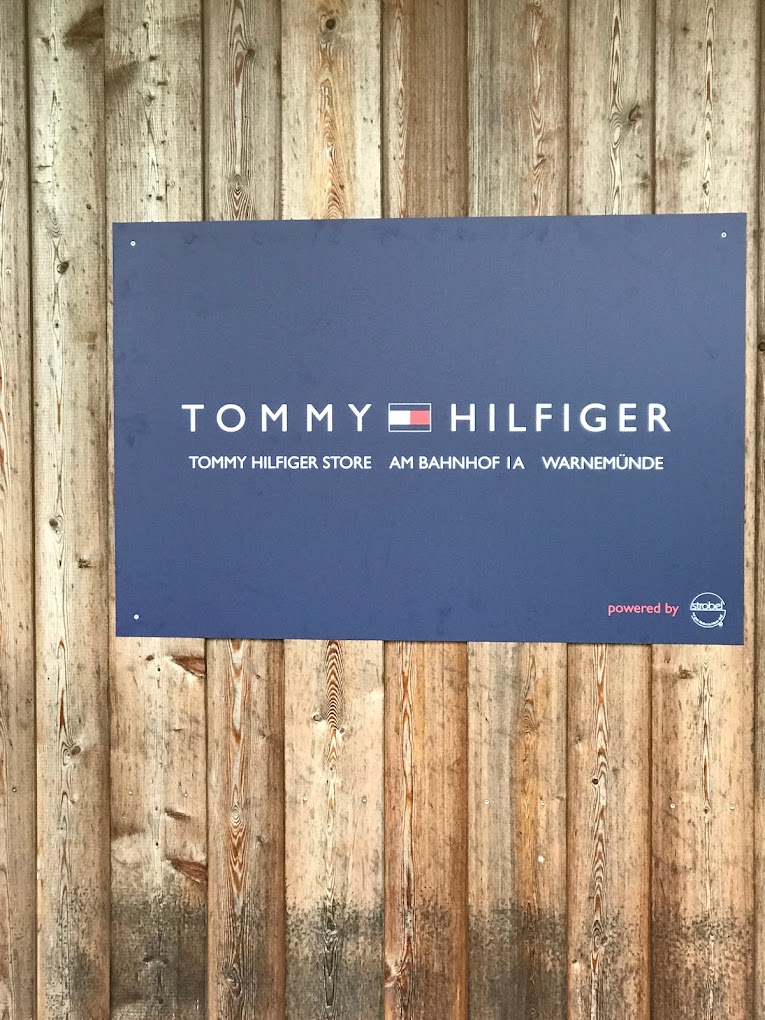 TOMMY HILFIGER
TOMMY HILFIGER STORE AM BAHNHOF 1A WARNEMÜNDE
powered by strobel